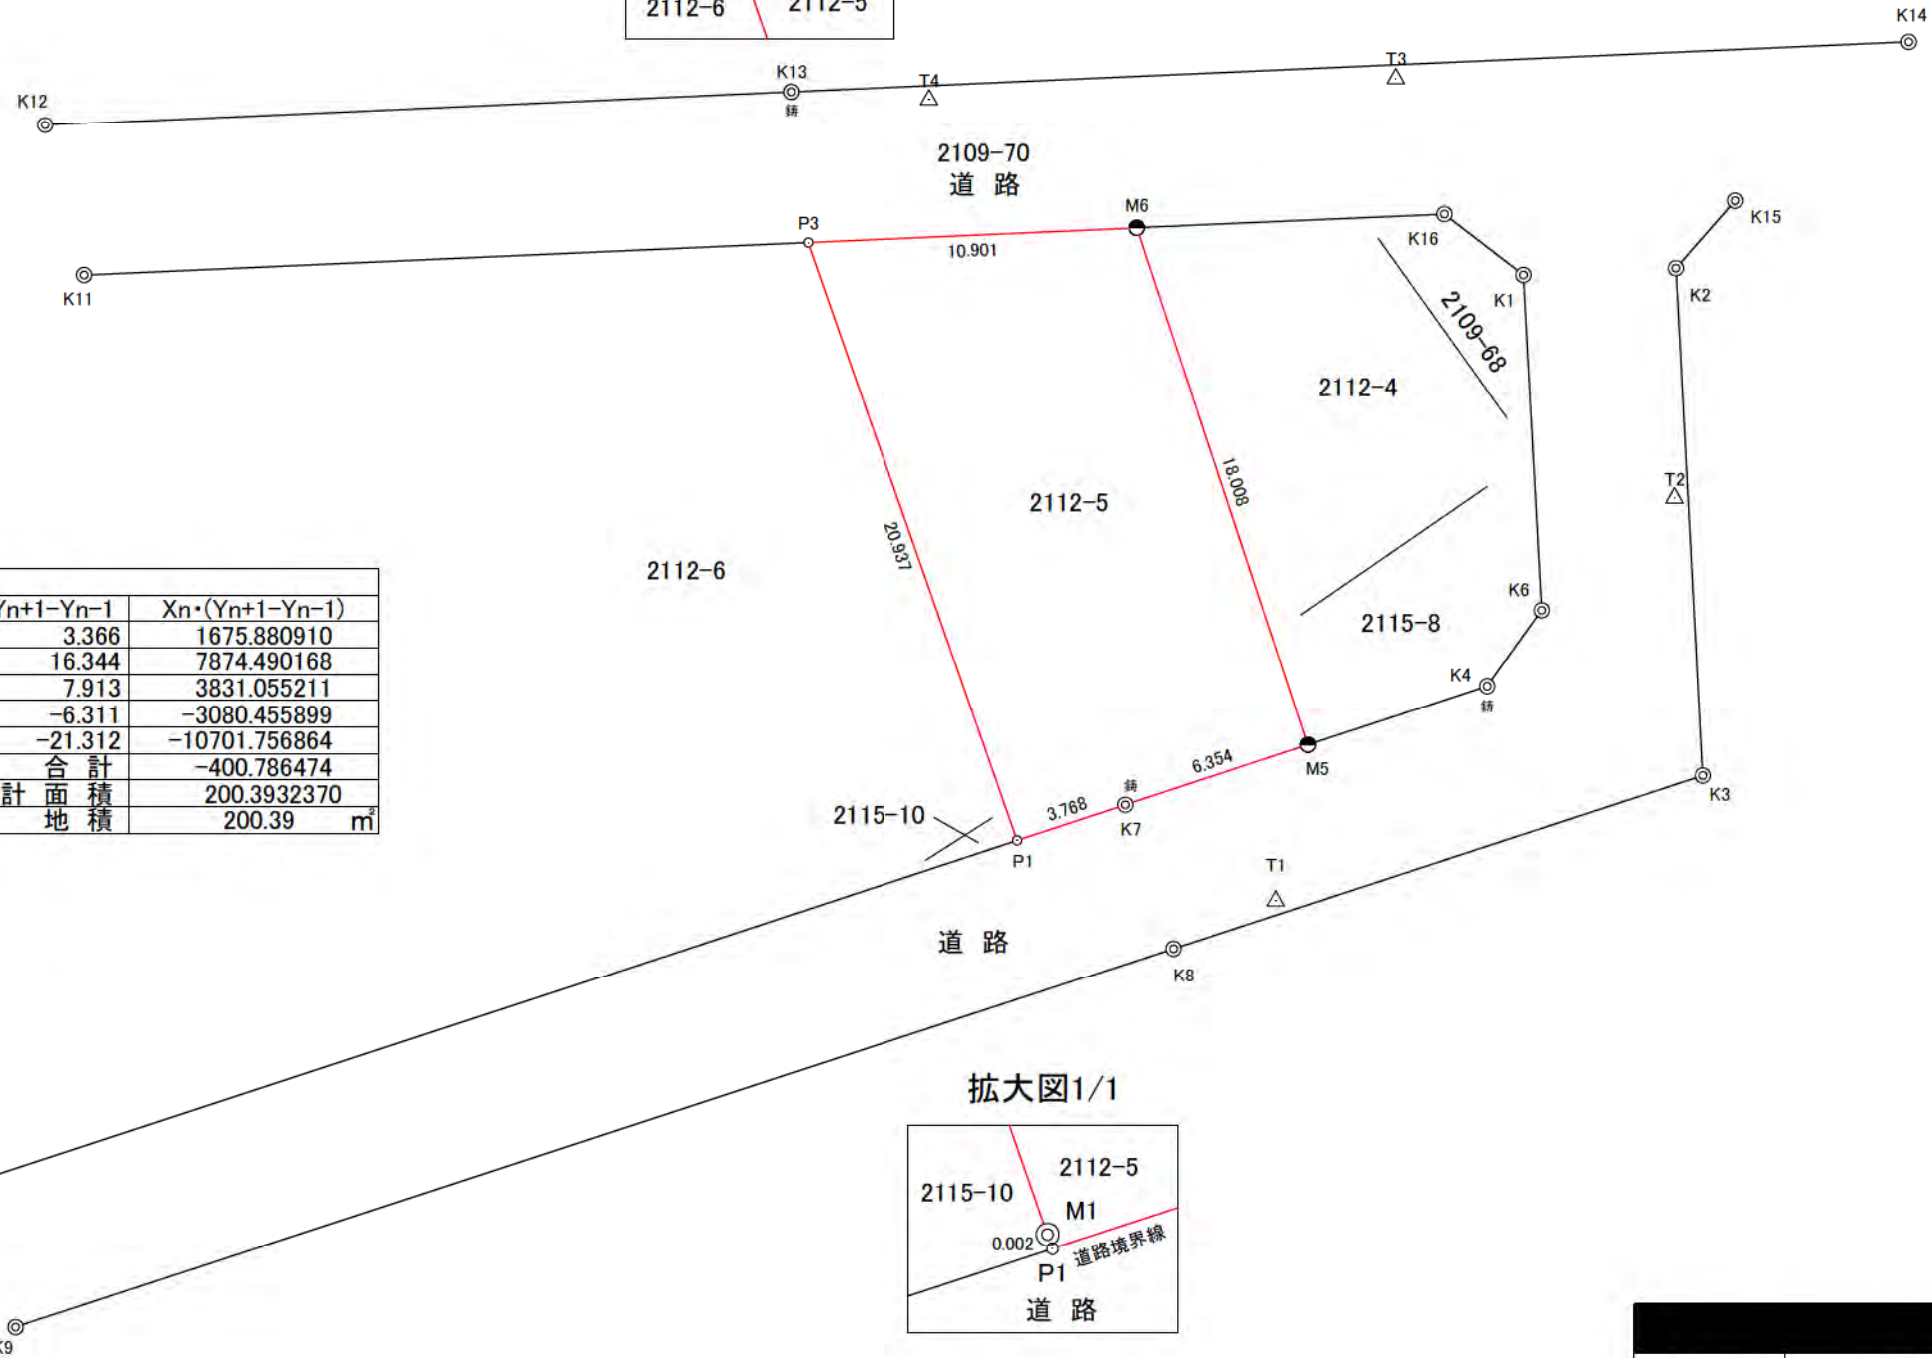 2112-6 2112-5
K14
K13
T4
T3
K12
鋳
2109-70
道 路
P3
M6
K15
K16
10.901
K11
K1
K2
2109-68
2112-4
18.008
T2
2112-5
20.937
2112-6
Yn+1-Yn-1 Xn・(Yn+1-Yn-1)
3.366 1675.880910
16.344 7874.490168
7.913 3831.055211
-6.311 -3080.455899
-21.312 -10701.756864
合 計 -400.786474
計 面 積 200.3932370
地 積 200.39 ㎡
K6
2115-8
K4
鋳
6.354
M5
鋳
3.768
K7
K3
2115-10
P1
T1
道 路
K8
拡大図1/1
2112-5
2115-10
M1
0.002
道路境界線
P1
道 路
K9